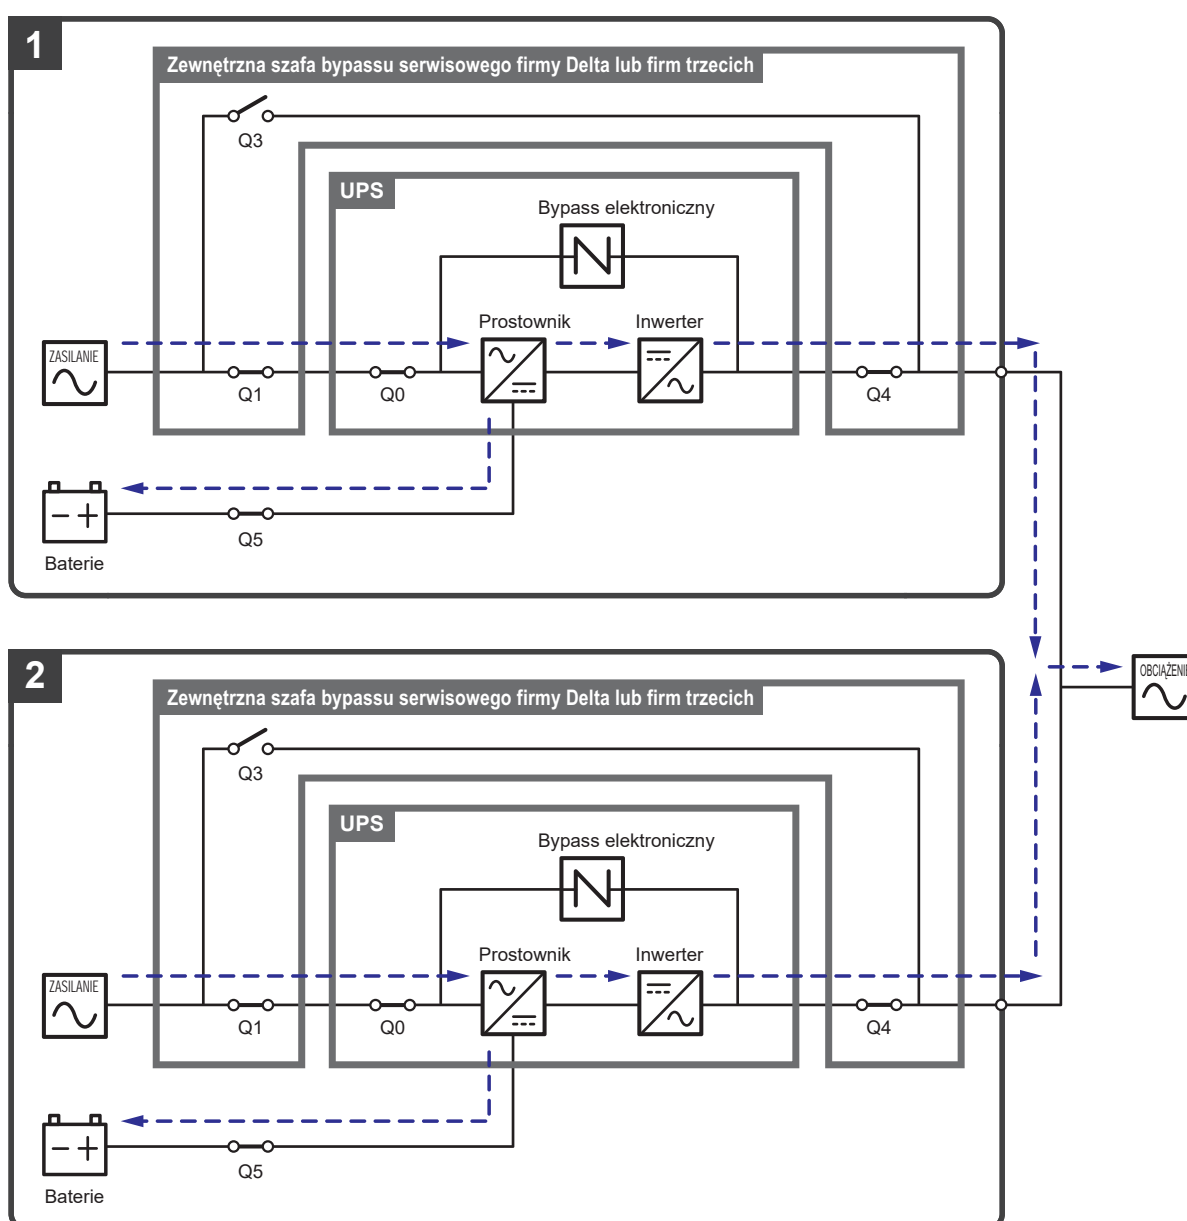 1
Zewnętrzna szafa bypassu serwisowego firmy Delta lub firm trzecich
Q3
UPS
Bypass elektroniczny
Prostownik
Inwerter
ZASILANIE
Q1
Q0
Q4
Q5
Baterie
2
Zewnętrzna szafa bypassu serwisowego firmy Delta lub firm trzecich
OBCIĄŻENIE
Q3
UPS
Bypass elektroniczny
Prostownik
Inwerter
ZASILANIE
Q1
Q0
Q4
Q5
Baterie